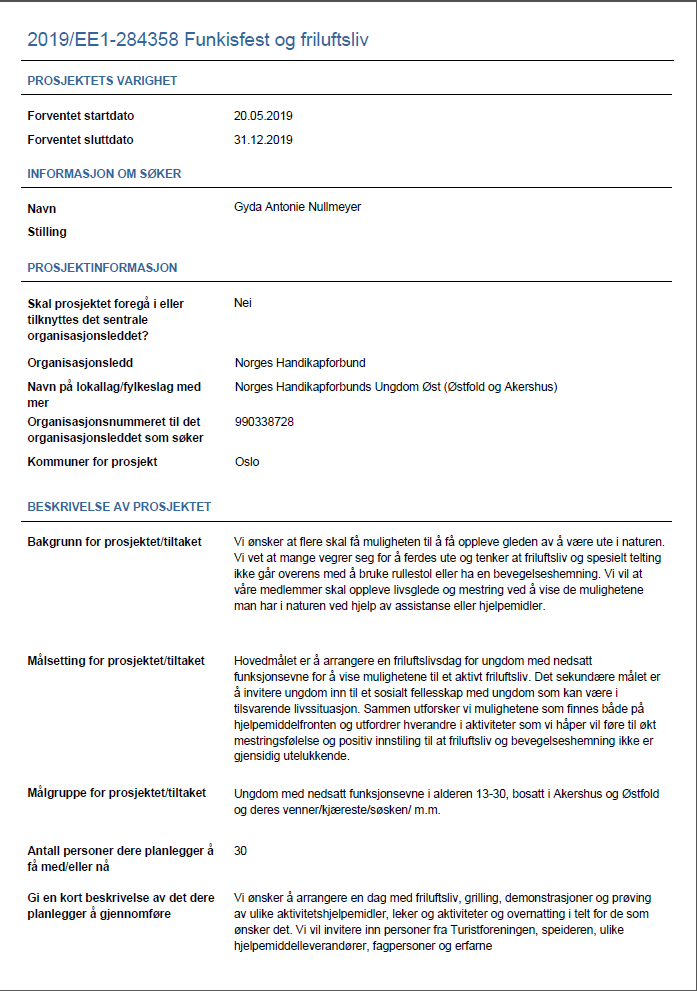 2019/EE1-284358 Funkisfest og friluftsliv
PROSJEKTETS VARIGHET
Forventet startdato 20.05.2019
Forventet sluttdato 31.12.2019
INFORMASJON OM SØKER
Navn Gyda Antonie Nullmeyer
Stilling
PROSJEKTINFORMASJON
Skal prosjektet foregå i eller Nei
tilknyttes det sentrale
organisasjonsleddet?
Organisasjonsledd Norges Handikapforbund
Navn på lokallag/fylkeslag med Norges Handikapforbunds Ungdom Øst (Østfold og Akershus)
mer
Organisasjonsnummeret til det 990338728
organisasjonsleddet som søker
Kommuner for prosjekt Oslo
BESKRIVELSE AV PROSJEKTET
Bakgrunn for prosjektet/tiltaket Vi ønsker at flere skal få muligheten til å få oppleve gleden av å være ute i naturen.
Vi vet at mange vegrer seg for å ferdes ute og tenker at friluftsliv og spesielt telting
ikke går overens med å bruke rullestol eller ha en bevegelseshemning. Vi vil at
våre medlemmer skal oppleve livsglede og mestring ved å vise de mulighetene
man har i naturen ved hjelp av assistanse eller hjelpemidler.
Målsetting for prosjektet/tiltaket Hovedmålet er å arrangere en friluftslivsdag for ungdom med nedsatt
funksjonsevne for å vise mulighetene til et aktivt friluftsliv. Det sekundære målet er
å invitere ungdom inn til et sosialt fellesskap med ungdom som kan være i
tilsvarende livssituasjon. Sammen utforsker vi mulighetene som finnes både på
hjelpemiddelfronten og utfordrer hverandre i aktiviteter som vi håper vil føre til økt
mestringsfølelse og positiv innstiling til at friluftsliv og bevegelseshemning ikke er
gjensidig utelukkende.
Målgruppe for prosjektet/tiltaket Ungdom med nedsatt funksjonsevne i alderen 13-30, bosatt i Akershus og Østfold
og deres venner/kjæreste/søsken/ m.m.
Antall personer dere planlegger å 30
få med/eller nå
Gi en kort beskrivelse av det dere Vi ønsker å arrangere en dag med friluftsliv, grilling, demonstrasjoner og prøving
planlegger å gjennomføre av ulike aktivitetshjelpemidler, leker og aktiviteter og overnatting i telt for de som
ønsker det. Vi vil invitere inn personer fra Turistforeningen, speideren, ulike
hjelpemiddelleverandører, fagpersoner og erfarne